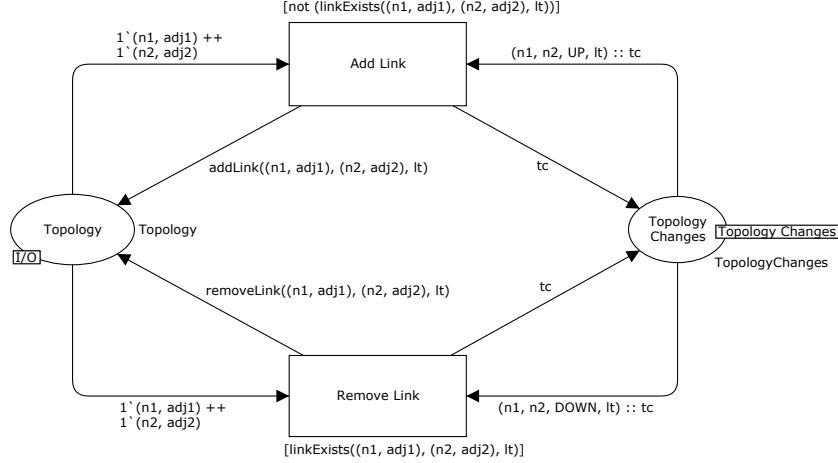 [not (linkExists((n1, adj1), (n2, adj2), lt))]
1`(n1, adj1) ++
1`(n2, adj2)
Add Link
(n1, n2, UP, lt) :: tc
addLink((n1, adj1), (n2, adj2), lt)
tc
Topology
Topology
I/O
Topology
Changes
Topology Changes
TopologyChanges
removeLink((n1, adj1), (n2, adj2), lt)
tc
Remove Link
1`(n1, adj1) ++
1`(n2, adj2)
(n1, n2, DOWN, lt) :: tc
[linkExists((n1, adj1), (n2, adj2), lt)]